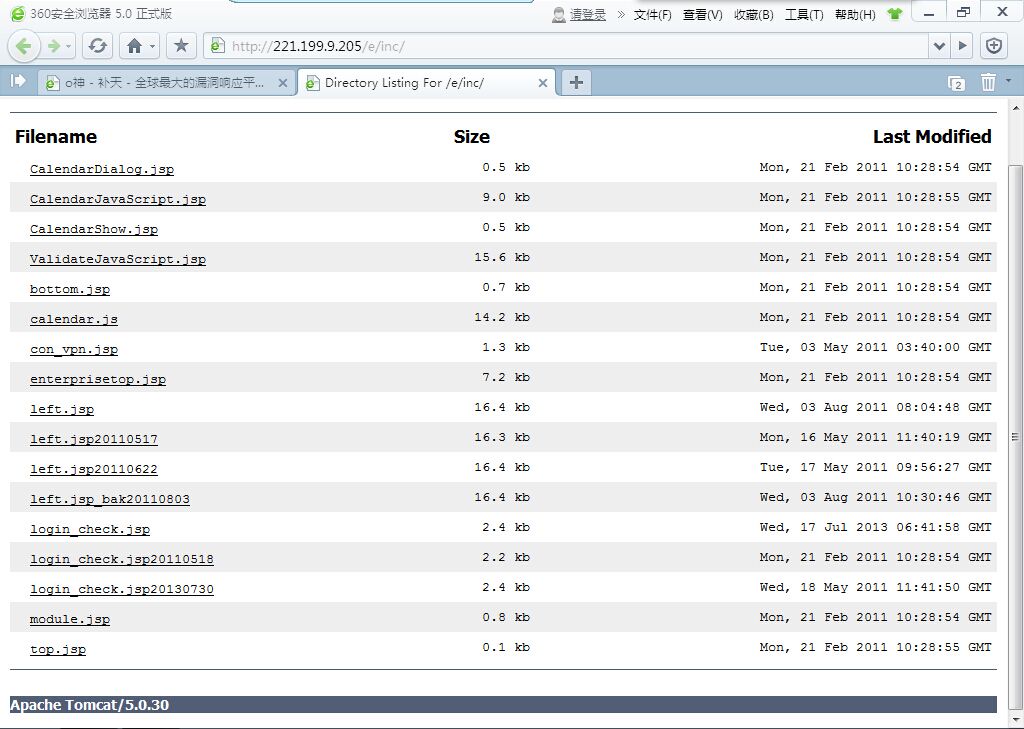 360安全浏览器 5.0 正式版
请登录 » 文件(F) 查看(V) 收藏(B) 工具(T) 帮助(H)
http://221.199.9.205/e/inc/
o神 - 补天 - 全球最大的漏洞响应平... Directory Listing For /e/inc/ 2
Filename Size Last Modified
CalendarDialog.jsp 0.5 kb Mon, 21 Feb 2011 10:28:54 GMT
CalendarJavaScript.jsp 9.0 kb Mon, 21 Feb 2011 10:28:55 GMT
CalendarShow.jsp 0.5 kb Mon, 21 Feb 2011 10:28:54 GMT
ValidateJavaScript.jsp 15.6 kb Mon, 21 Feb 2011 10:28:54 GMT
bottom.jsp 0.7 kb Mon, 21 Feb 2011 10:28:54 GMT
calendar.js 14.2 kb Mon, 21 Feb 2011 10:28:54 GMT
con_vpn.jsp 1.3 kb Tue, 03 May 2011 03:40:00 GMT
enterprisetop.jsp 7.2 kb Mon, 21 Feb 2011 10:28:54 GMT
left.jsp 16.4 kb Wed, 03 Aug 2011 08:04:48 GMT
left.jsp20110517 16.3 kb Mon, 16 May 2011 11:40:19 GMT
left.jsp20110622 16.4 kb Tue, 17 May 2011 09:56:27 GMT
left.jsp_bak20110803 16.4 kb Wed, 03 Aug 2011 10:30:46 GMT
login_check.jsp 2.4 kb Wed, 17 Jul 2013 06:41:58 GMT
login_check.jsp20110518 2.2 kb Mon, 21 Feb 2011 10:28:54 GMT
login_check.jsp20130730 2.4 kb Wed, 18 May 2011 11:41:50 GMT
module.jsp 0.8 kb Mon, 21 Feb 2011 10:28:54 GMT
top.jsp 0.1 kb Mon, 21 Feb 2011 10:28:55 GMT
Apache Tomcat/5.0.30